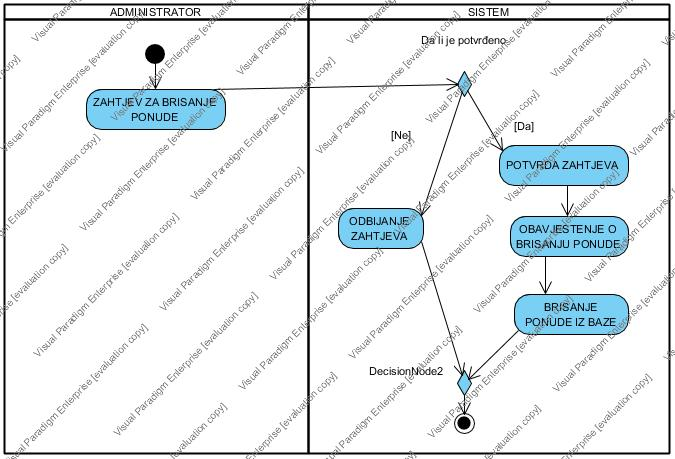 ADMINISTRATOR
SISTEM
Da li je potvrđeno
ZAHTJEV ZA BRISANJE
PONUDE
[Ne]
[Da]
POTVRDA ZAHTJEVA
ODBIJANJE
ZAHTJEVA
OBAVJEŠTENJE O
BRISANJU PONUDE
BRISANJE
PONUDE IZ BAZE
DecisionNode2
Visual Paradigm Enterprise [evaluation copy]